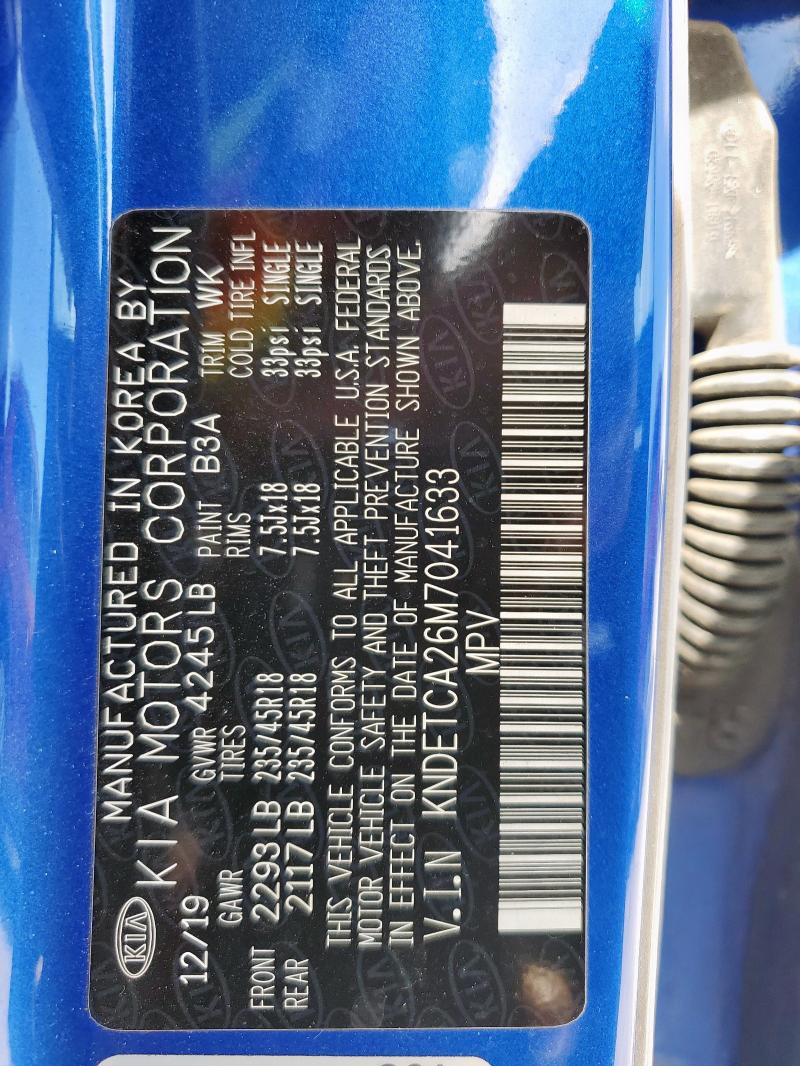 MANUFACTURED IN KOREA BY
KIA KIA MOTORS CORPORATION
12/19 GVWR 4245LB PAINT B3A TRIM WK
GAWR TIRES RIMS COLD TIRE INFL
FRONT 2293LB 235/45R18 7.5Jx18 33psi SINGLE
REAR 2117LB 235/45R18 7.5Jx18 33psi SINGLE
THIS VEHICLE CONFORMS TO ALL APPLICABLE U.S.A. FEDERAL
MOTOR VEHICLE SAFETY AND THEFT PREVENTION STANDARDS
IN EFFECT ON THE DATE OF MANUFACTURE SHOWN ABOVE.
V.I.N KNDETCA26M7041633
MPV